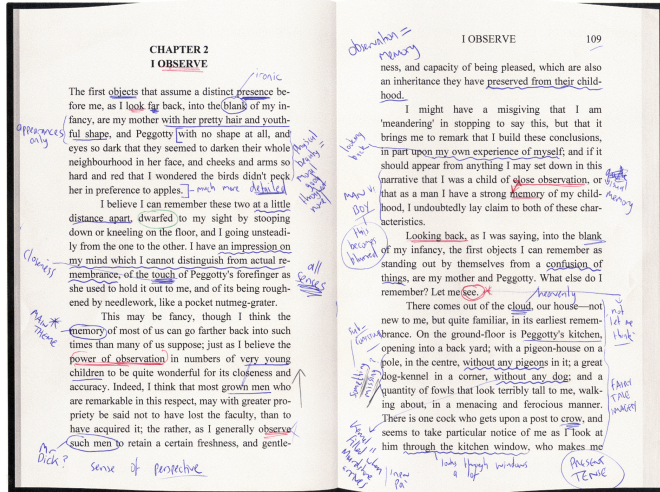 CHAPTER 2
I OBSERVE
ironic
The first objects that assume a distinct presence be-
fore me, as I look far back, into the blank of my in-
fancy, are my mother with her pretty hair and youth-
ful shape, and Peggotty with no shape at all, and
eyes so dark that they seemed to darken their whole
neighbourhood in her face, and cheeks and arms so
hard and red that I wondered the birds didn't peck
her in preference to apples.
appearances
only
physical
beauty =
moral
good
- much more detailed
I believe I can remember these two at a little
distance apart, dwarfed to my sight by stooping
down or kneeling on the floor, and I going unstead-
ily from the one to the other. I have an impression on
my mind which I cannot distinguish from actual re-
membrance, of the touch of Peggotty's forefinger as
she used to hold it out to me, and of its being rough-
ened by needlework, like a pocket nutmeg-grater.
Closeness
all
senses
This may be fancy, though I think the
memory of most of us can go farther back into such
times than many of us suppose; just as I believe the
power of observation in numbers of very young
children to be quite wonderful for its closeness and
accuracy. Indeed, I think that most grown men who
are remarkable in this respect, may with greater pro-
priety be said not to have lost the faculty, than to
have acquired it; the rather, as I generally observe
such men to retain a certain freshness, and gentle-
MAIN
THEME
Mr
Dick?
sense of perspective
I OBSERVE
109
observation =
memory
ness, and capacity of being pleased, which are also
an inheritance they have preserved from their child-
hood.
I might have a misgiving that I am
'meandering' in stopping to say this, but that it
brings me to remark that I build these conclusions,
in part upon my own experience of myself; and if it
should appear from anything I may set down in this
narrative that I was a child of close observation, or
that as a man I have a strong memory of my child-
hood, I undoubtedly lay claim to both of these char-
acteristics.
looking
back
MAN v.
BOY
this
becomes
blurred
visual
memory
Looking back, as I was saying, into the blank
of my infancy, the first objects I can remember as
standing out by themselves from a confusion of
things, are my mother and Peggotty. What else do I
remember? Let me see.
heavenly
There comes out of the cloud, our house—not
new to me, but quite familiar, in its earliest remem-
brance. On the ground-floor is Peggotty's kitchen,
opening into a back yard; with a pigeon-house on a
pole, in the centre, without any pigeons in it; a great
dog-kennel in a corner, without any dog; and a
quantity of fowls that look terribly tall to me, walk-
ing about, in a menacing and ferocious manner.
There is one cock who gets upon a post to crow, and
seems to take particular notice of me as I look at
him through the kitchen window, who makes me
not
let me
think"
something
missing?
FAIRY
TALE
IMAGERY
Kennel =
filled when
Murdstone
arrives
looks through windows
a lot
PRESENT
TENSE